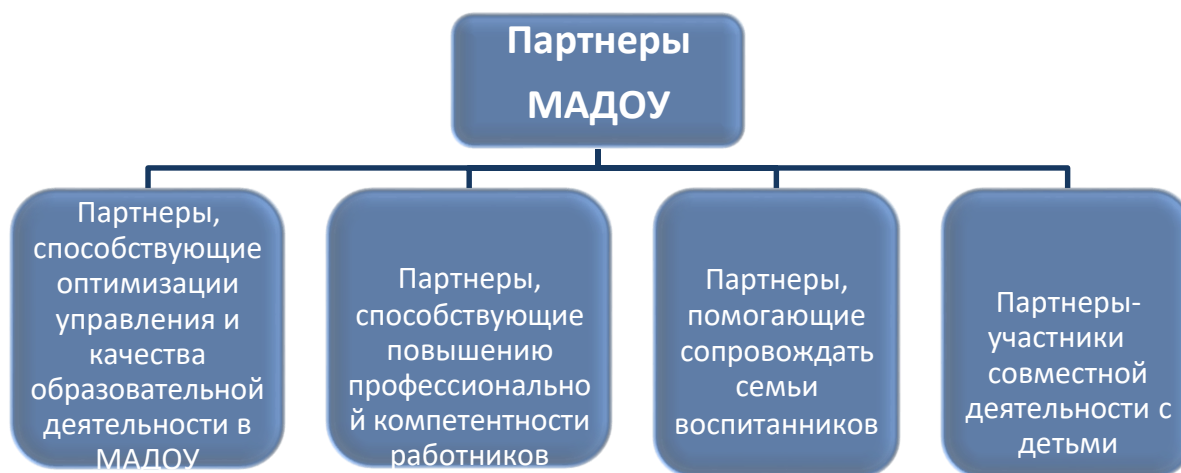 Партнеры
МАДОУ
Партнеры,
способствующие
оптимизации
управления и
качества
образовательной
деятельности в
МАДОУ
Партнеры,
способствующие
повышению
профессионально
й компетентности
работников
Партнеры,
помогающие
сопровождать
семьи
воспитанников
Партнеры-
участники
совместной
деятельности с
детьми